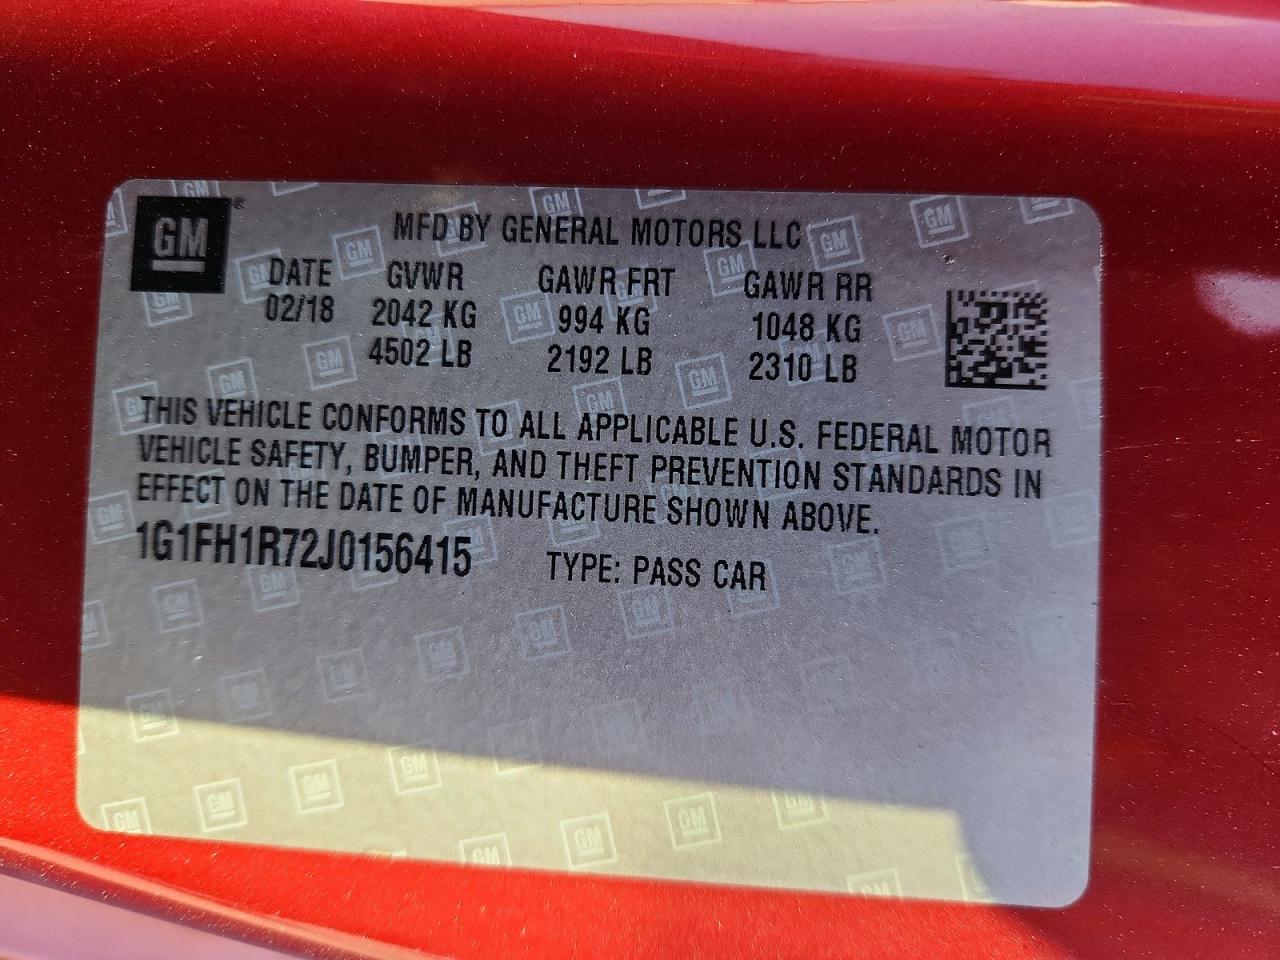 GM®
MFD BY GENERAL MOTORS LLC
DATE GVWR GAWR FRT GAWR RR
02/18 2042 KG 994 KG 1048 KG
4502 LB 2192 LB 2310 LB
THIS VEHICLE CONFORMS TO ALL APPLICABLE U.S. FEDERAL MOTOR
VEHICLE SAFETY, BUMPER, AND THEFT PREVENTION STANDARDS IN
EFFECT ON THE DATE OF MANUFACTURE SHOWN ABOVE.
1G1FH1R72J0156415 TYPE: PASS CAR